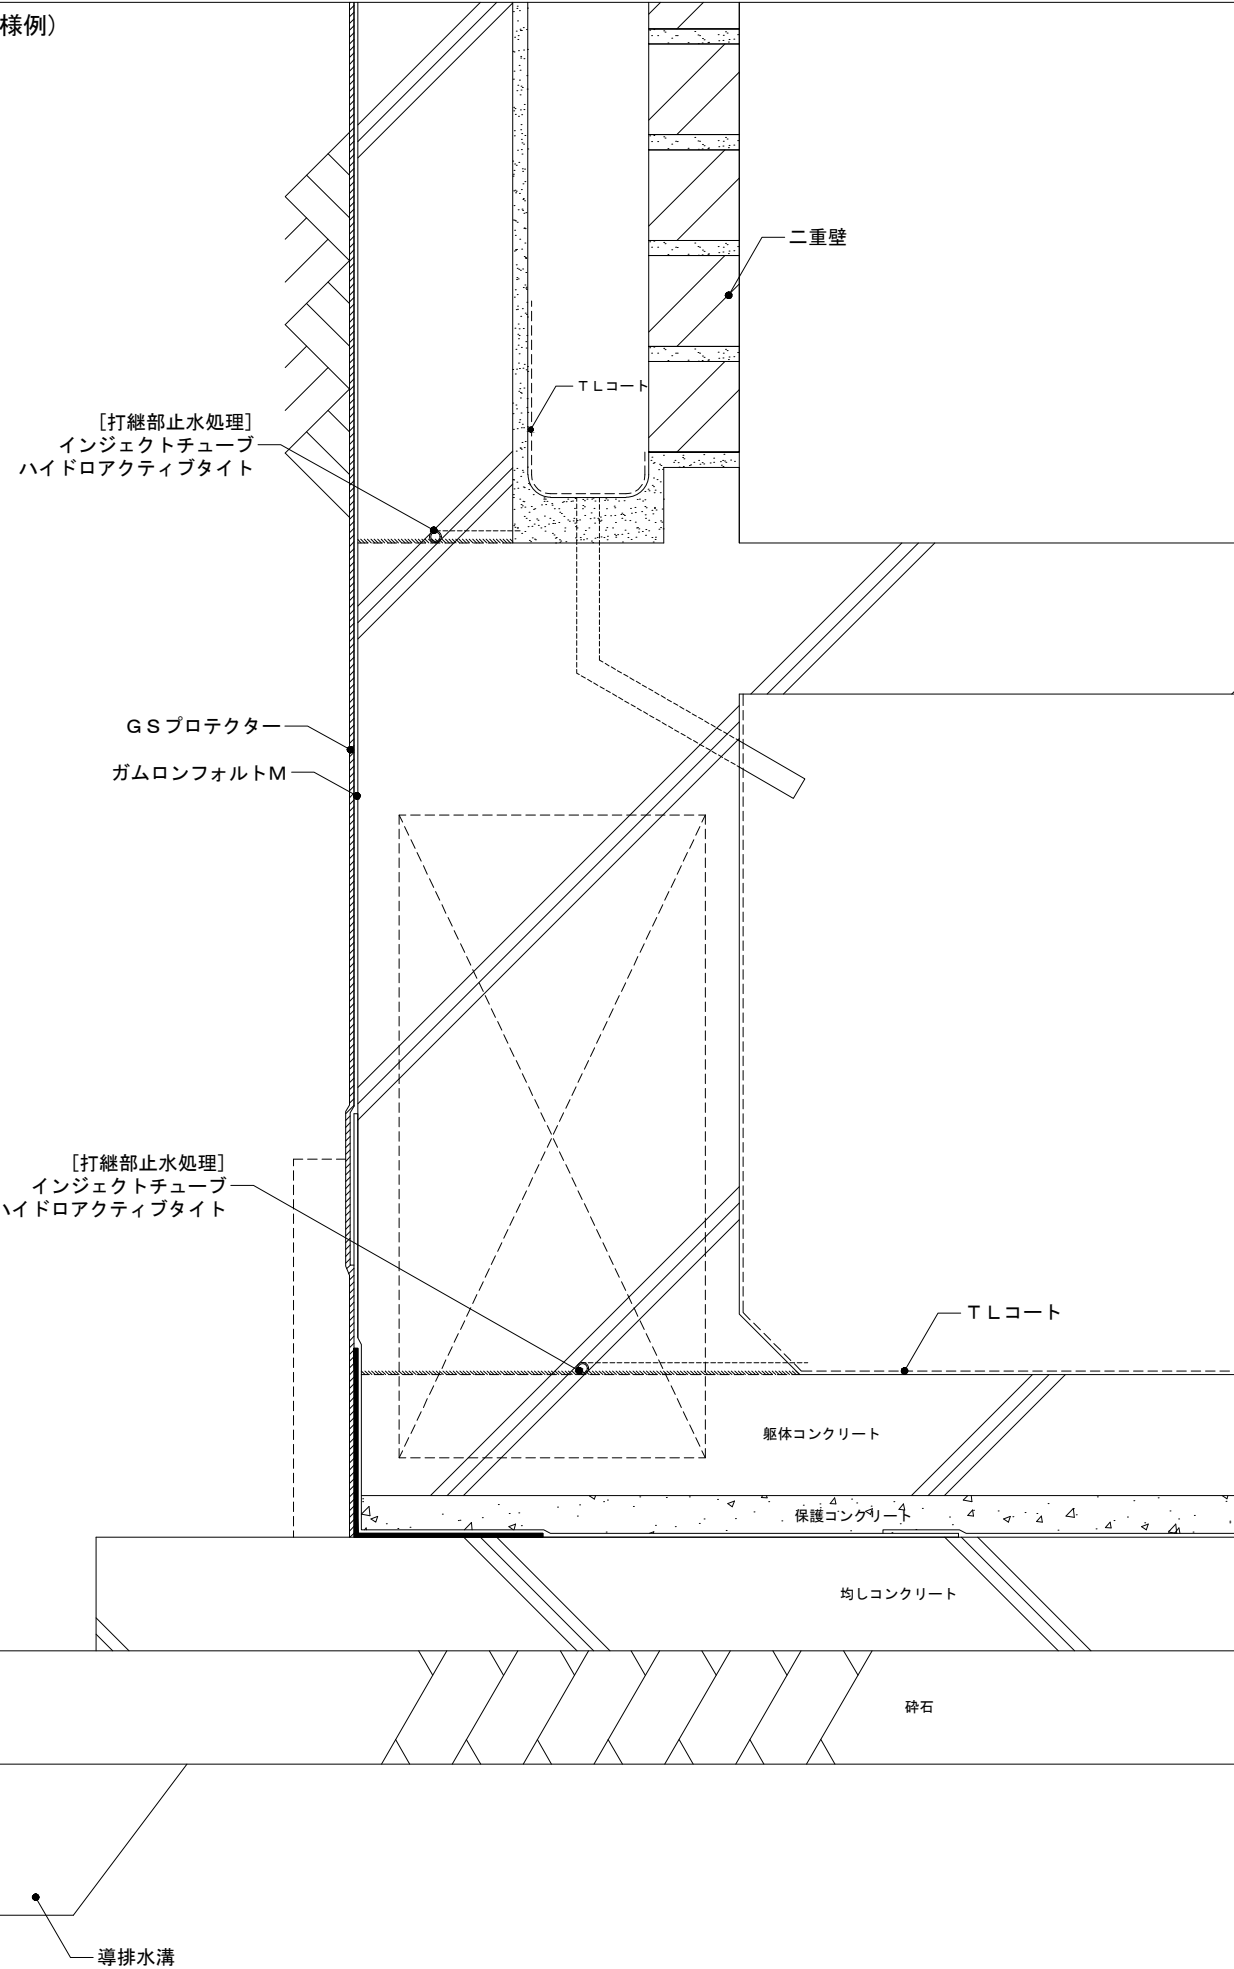 様例）
二重壁
ＴＬコート
[打継部止水処理]
インジェクトチューブ
ハイドロアクティブタイト
ＧＳプロテクター
ガムロンフォルトＭ
[打継部止水処理]
インジェクトチューブ
ハイドロアクティブタイト
ＴＬコート
躯体コンクリート
保護コンクリート
均しコンクリート
砕石
導排水溝